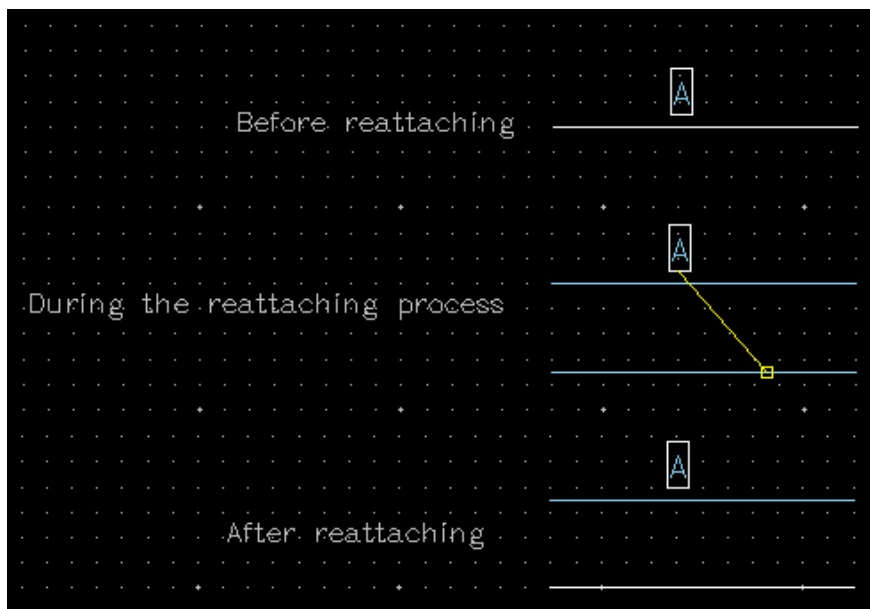 A
Before reattaching
A
During the reattaching process
A
After reattaching